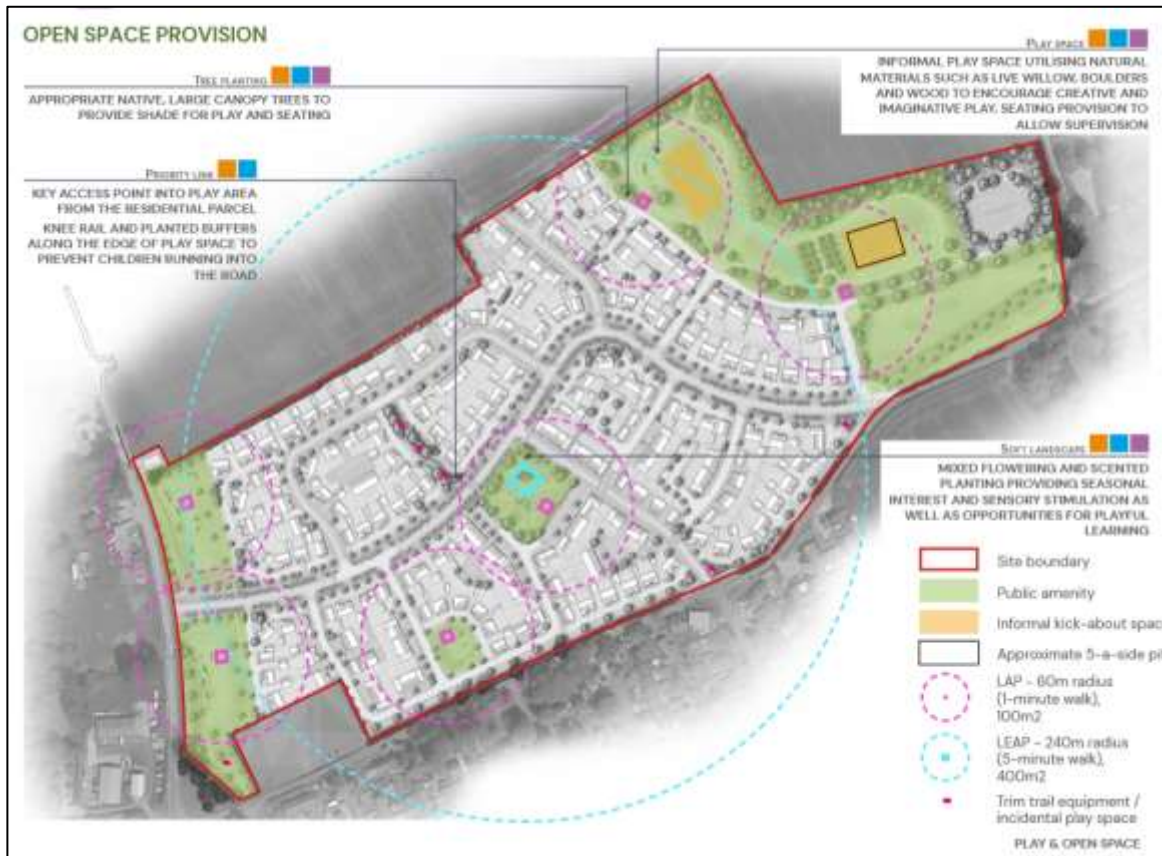 OPEN SPACE PROVISION
TREE PLANTING
APPROPRIATE NATIVE, LARGE CANOPY TREES TO
PROVIDE SHADE FOR PLAY AND SEATING
PRIORITY LINK
KEY ACCESS POINT INTO PLAY AREA
FROM THE RESIDENTIAL PARCEL
KNEE RAIL AND PLANTED BUFFERS
ALONG THE EDGE OF PLAY SPACE TO
PREVENT CHILDREN RUNNING INTO
THE ROAD
PLAY SPACE
INFORMAL PLAY SPACE UTILISING NATURAL
MATERIALS SUCH AS LIVE WILLOW, BOULDERS
AND WOOD TO ENCOURAGE CREATIVE AND
IMAGINATIVE PLAY. SEATING PROVISION TO
ALLOW SUPERVISION
SOFT LANDSCAPE
MIXED FLOWERING AND SCENTED
PLANTING PROVIDING SEASONAL
INTEREST AND SENSORY STIMULATION AS
WELL AS OPPORTUNITIES FOR PLAYFUL
LEARNING
Site boundary
Public amenity
Informal kick-about spac
Approximate 5-a-side pi
LAP - 60m radius
(1-minute walk),
100m2
LEAP - 240m radius
(5-minute walk),
400m2
Trim trail equipment /
incidental play space
PLAY & OPEN SPACE